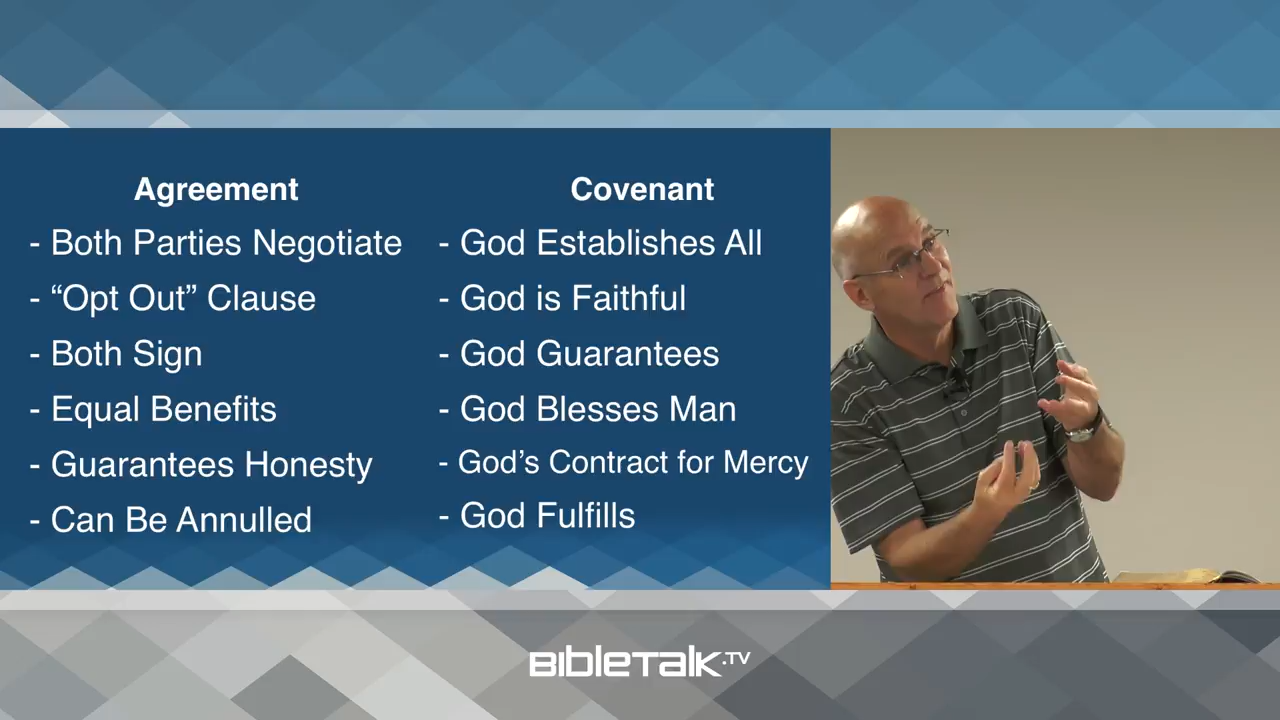 Agreement
- Both Parties Negotiate
- “Opt Out” Clause
- Both Sign
- Equal Benefits
- Guarantees Honesty
- Can Be Annulled
Covenant
- God Establishes All
- God is Faithful
- God Guarantees
- God Blesses Man
- God’s Contract for Mercy
- God Fulfills
BibleTalk.TV